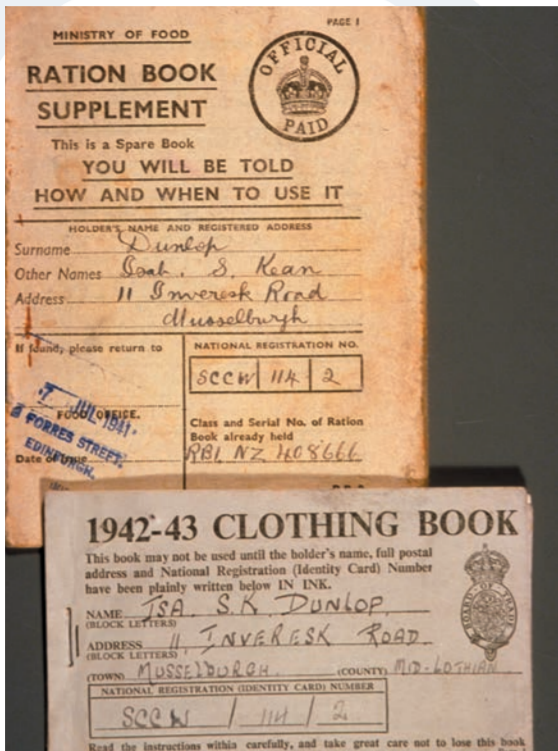 PAGE 1
MINISTRY OF FOOD
OFFICIAL
PAID
RATION BOOK
SUPPLEMENT
This is a Spare Book
YOU WILL BE TOLD
HOW AND WHEN TO USE IT
HOLDER'S NAME AND REGISTERED ADDRESS
Surname Dunlop
Other Names Isab. S. Kean
Address 11 Inveresk Road
Musselburgh
If found, please return to
FOOD OFFICE.
7 JUL 1941
FORRES STREET,
EDINBURGH.
Date of Issue
NATIONAL REGISTRATION NO.
SCCW 114 2
Class and Serial No. of Ration
Book already held
RB1 NZ 408666
1942-43 CLOTHING BOOK
This book may not be used until the holder's name, full postal
address and National Registration (Identity Card) Number
have been plainly written below IN INK.
NAME ISA S.K. DUNLOP
(BLOCK LETTERS)
ADDRESS 11, INVERESK ROAD
(BLOCK LETTERS)
(TOWN) MUSSELBURGH (COUNTY) MID-LOTHIAN
NATIONAL REGISTRATION (IDENTITY CARD) NUMBER
SCCW / 114 / 2
BOARD OF TRADE
Read the instructions within carefully, and take great care not to lose this book